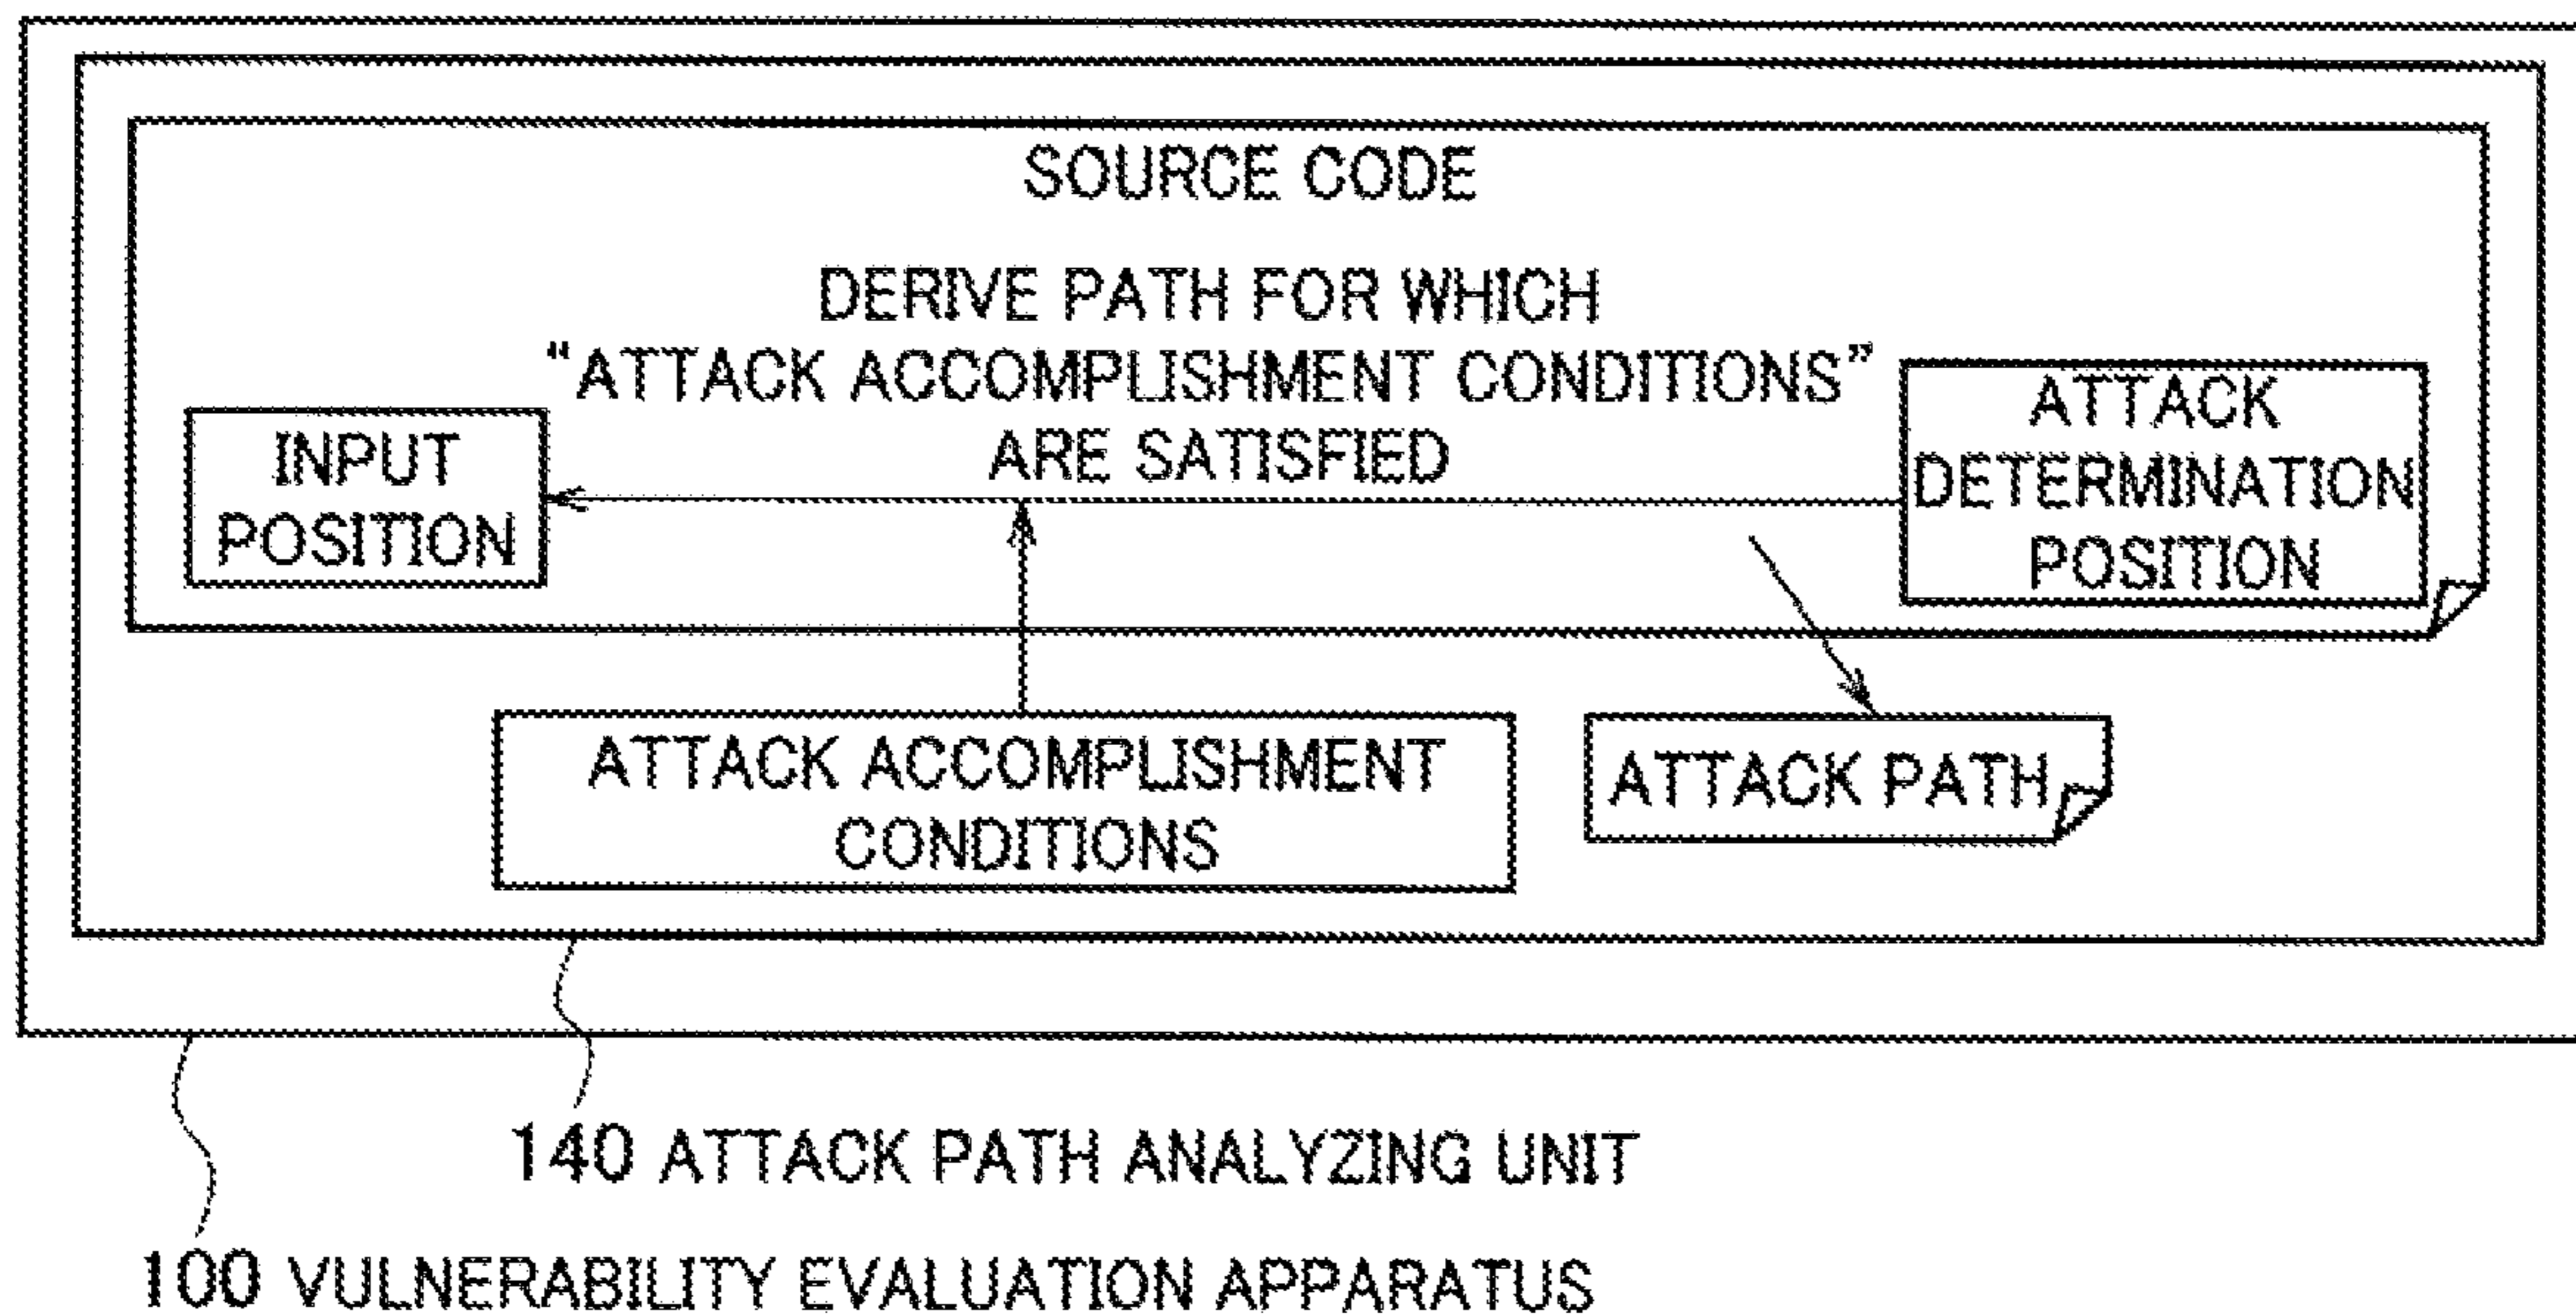 SOURCE CODE
DERIVE PATH FOR WHICH
“ATTACK ACCOMPLISHMENT CONDITIONS”
ARE SATISFIED
INPUT
POSITION
ATTACK
DETERMINATION
POSITION
ATTACK ACCOMPLISHMENT
CONDITIONS
ATTACK PATH
140 ATTACK PATH ANALYZING UNIT
100 VULNERABILITY EVALUATION APPARATUS